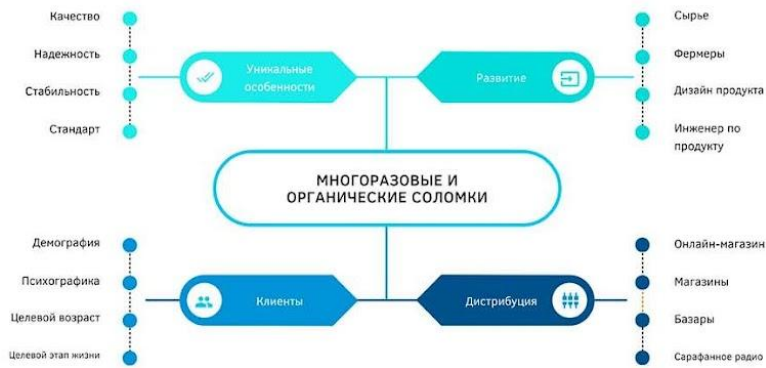 Качество
Надежность
Стабильность
Стандарт
Уникальные
особенности
Развитие
Сырье
Фермеры
Дизайн продукта
Инженер по
продукту
МНОГОРАЗОВЫЕ И
ОРГАНИЧЕСКИЕ СОЛОМКИ
Демография
Психографика
Целевой возраст
Целевой этап жизни
Клиенты
Дистрибуция
Онлайн-магазин
Магазины
Базары
Сарафанное радио